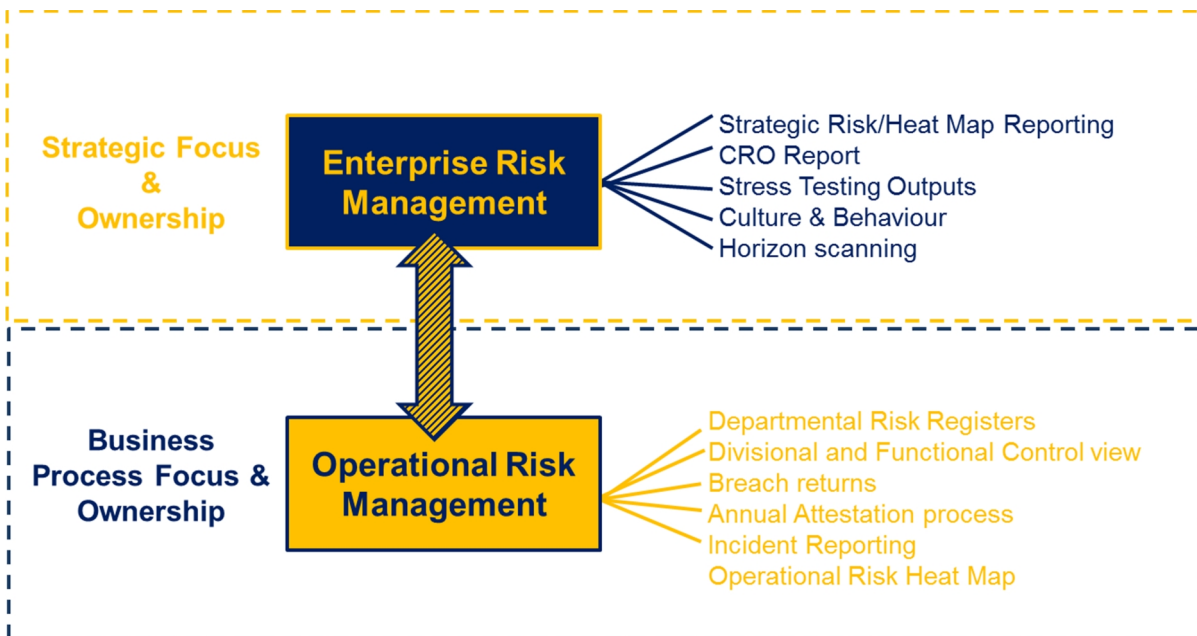 Strategic Focus
&
Ownership
Enterprise Risk
Management
Strategic Risk/Heat Map Reporting
CRO Report
Stress Testing Outputs
Culture & Behaviour
Horizon scanning
Business
Process Focus &
Ownership
Operational Risk
Management
Departmental Risk Registers
Divisional and Functional Control view
Breach returns
Annual Attestation process
Incident Reporting
Operational Risk Heat Map